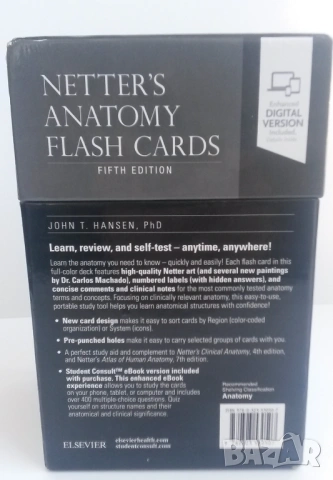 NETTER'S
ANATOMY
FLASH CARDS
FIFTH EDITION
Enhanced
DIGITAL
VERSION
Included.
JOHN T. HANSEN, PhD
Learn, review, and self-test – anytime, anywhere!
Learn the anatomy you need to know – quickly and easily! Each flash card in this
full-color deck features high-quality Netter art (and several new paintings
by Dr. Carlos Machado), numbered labels (with hidden answers), and
concise comments and clinical notes for the most commonly tested anatomy
terms and concepts. Focusing on clinically relevant anatomy, this easy-to-use,
portable study tool helps you learn anatomical structures with confidence!
• New card design makes it easy to sort cards by Region (color-coded
organization) or System (icons).
• Pre-punched holes make it easy to carry selected groups of cards with you.
• A perfect study aid and complement to Netter's Clinical Anatomy, 4th edition,
and Netter's Atlas of Human Anatomy, 7th edition.
• Student Consult™ eBook version included
with purchase. This enhanced eBook
experience allows you to study the cards
on your phone, tablet, or computer and includes
over 400 multiple-choice questions. Quiz
yourself on structure names and their
anatomical and clinical significance.
Recommended
Shelving Classification
Anatomy
ELSEVIER
elsevierhealth.com
studentconsult.com
bazar
БАЗАР